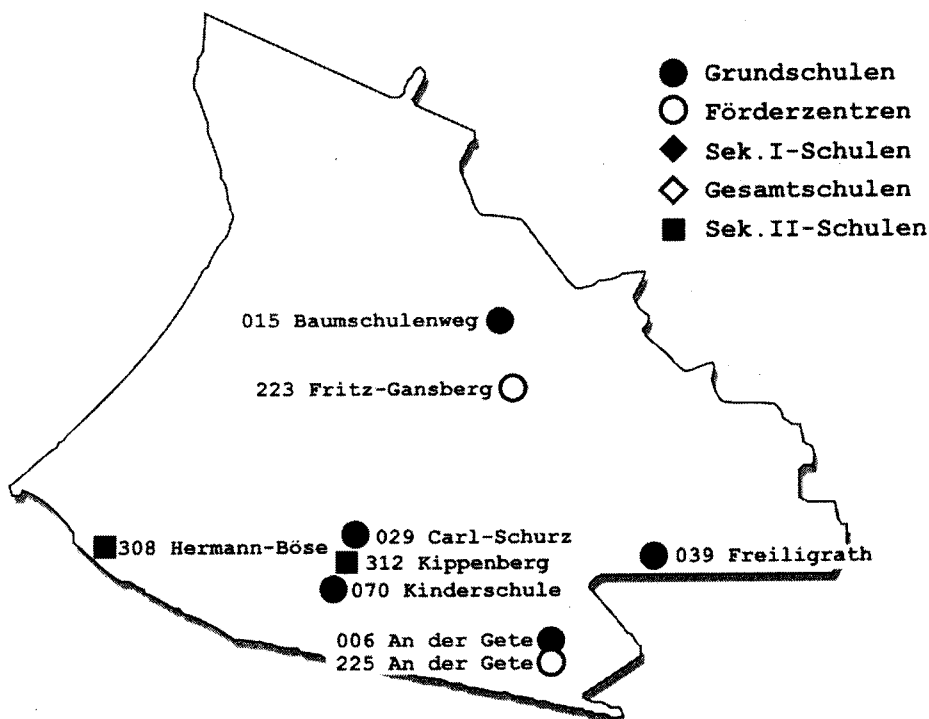 Grundschulen
Förderzentren
Sek.I-Schulen
Gesamtschulen
Sek.II-Schulen
015 Baumschulenweg
223 Fritz-Gansberg
029 Carl-Schurz
308 Hermann-Böse
312 Kippenberg
039 Freiligrath
070 Kinderschule
006 An der Gete
225 An der Gete